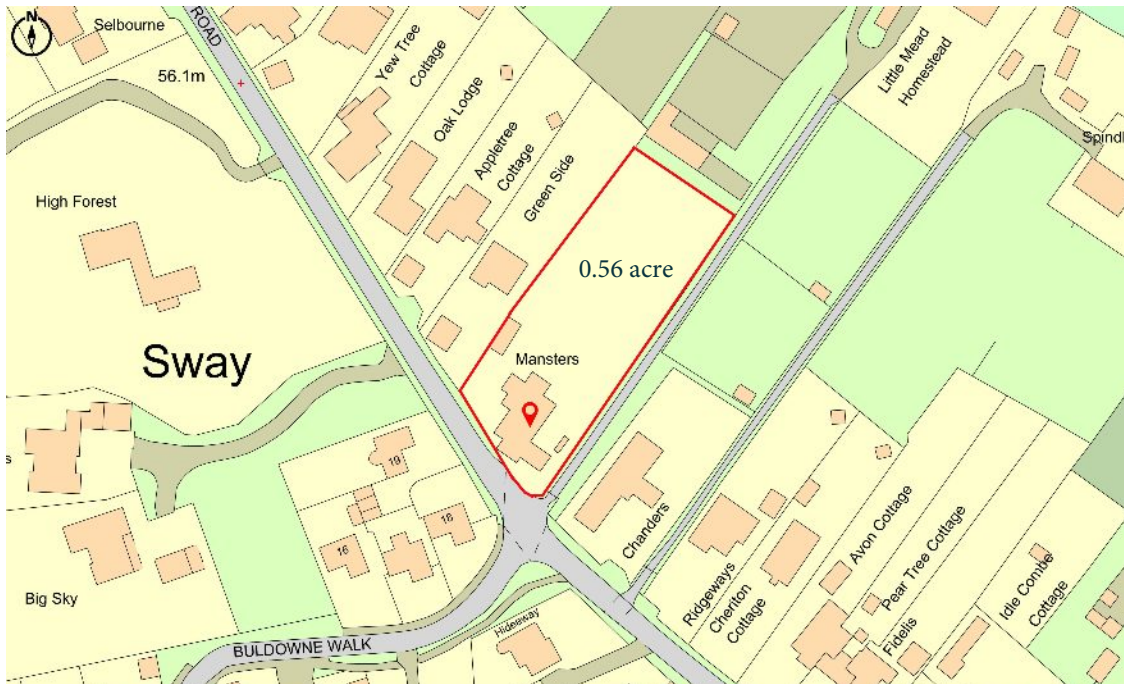 N
Selbourne
ROAD
56.1m
Yew Tree
Cottage
Oak Lodge
Appletree
Cottage
Green Side
Little Mead
Homestead
High Forest
0.56 acre
Mansters
Sway
19
18
16
Chanders
Ridgeways
Cheriton
Cottage
Avon Cottage
Pear Tree Cottage
Fidelis
Idle Combe
Cottage
Big Sky
Hideeway
BULDOWNE WALK